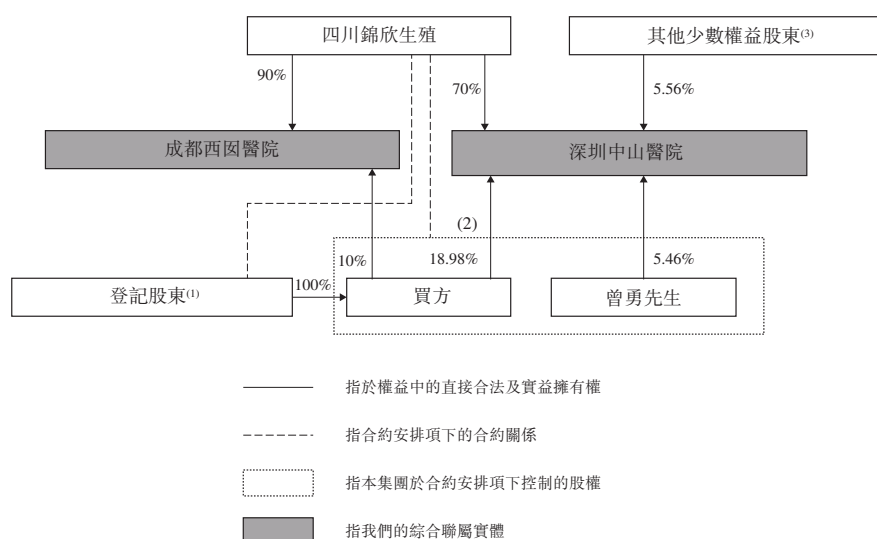 四川錦欣生殖
其他少數權益股東(3)
90%
70%
5.56%
成都西囡醫院
深圳中山醫院
(2)
10%
18.98%
5.46%
登記股東(1)
100%
買方
曾勇先生
指於權益中的直接合法及實益擁有權
指合約安排項下的合約關係
指本集團於合約安排項下控制的股權
指我們的綜合聯屬實體